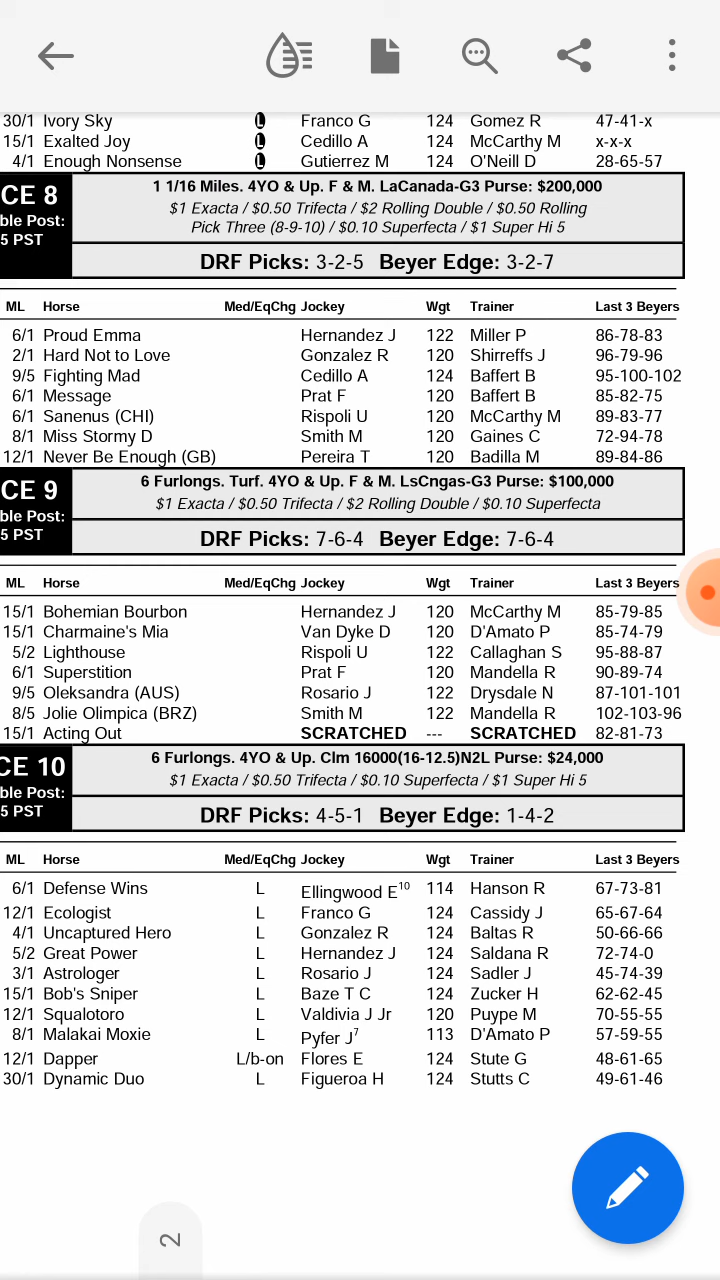 30/1 Ivory Sky L Franco G 124 Gomez R 47-41-x
15/1 Exalted Joy L Cedillo A 124 McCarthy M x-x-x
4/1 Enough Nonsense L Gutierrez M 124 O'Neill D 28-65-57
CE 8 1 1/16 Miles. 4YO & Up. F & M. LaCanada-G3 Purse: $200,000
ble Post: $1 Exacta / $0.50 Trifecta / $2 Rolling Double / $0.50 Rolling
5 PST Pick Three (8-9-10) / $0.10 Superfecta / $1 Super Hi 5
DRF Picks: 3-2-5 Beyer Edge: 3-2-7
ML Horse Med/EqChg Jockey Wgt Trainer Last 3 Beyers
6/1 Proud Emma Hernandez J 122 Miller P 86-78-83
2/1 Hard Not to Love Gonzalez R 120 Shirreffs J 96-79-96
9/5 Fighting Mad Cedillo A 124 Baffert B 95-100-102
6/1 Message Prat F 120 Baffert B 85-82-75
6/1 Sanenus (CHI) Rispoli U 120 McCarthy M 89-83-77
8/1 Miss Stormy D Smith M 120 Gaines C 72-94-78
12/1 Never Be Enough (GB) Pereira T 120 Badilla M 89-84-86
CE 9 6 Furlongs. Turf. 4YO & Up. F & M. LsCngas-G3 Purse: $100,000
ble Post: $1 Exacta / $0.50 Trifecta / $2 Rolling Double / $0.10 Superfecta
5 PST DRF Picks: 7-6-4 Beyer Edge: 7-6-4
ML Horse Med/EqChg Jockey Wgt Trainer Last 3 Beyers
15/1 Bohemian Bourbon Hernandez J 120 McCarthy M 85-79-85
15/1 Charmaine's Mia Van Dyke D 120 D'Amato P 85-74-79
5/2 Lighthouse Rispoli U 122 Callaghan S 95-88-87
6/1 Superstition Prat F 120 Mandella R 90-89-74
9/5 Oleksandra (AUS) Rosario J 122 Drysdale N 87-101-101
8/5 Jolie Olimpica (BRZ) Smith M 122 Mandella R 102-103-96
15/1 Acting Out SCRATCHED --- SCRATCHED 82-81-73
CE 10 6 Furlongs. 4YO & Up. Clm 16000(16-12.5)N2L Purse: $24,000
ble Post: $1 Exacta / $0.50 Trifecta / $0.10 Superfecta / $1 Super Hi 5
5 PST DRF Picks: 4-5-1 Beyer Edge: 1-4-2
ML Horse Med/EqChg Jockey Wgt Trainer Last 3 Beyers
6/1 Defense Wins L Ellingwood E10 114 Hanson R 67-73-81
12/1 Ecologist L Franco G 124 Cassidy J 65-67-64
4/1 Uncaptured Hero L Gonzalez R 124 Baltas R 50-66-66
5/2 Great Power L Hernandez J 124 Saldana R 72-74-0
3/1 Astrologer L Rosario J 124 Sadler J 45-74-39
15/1 Bob's Sniper L Baze T C 124 Zucker H 62-62-45
12/1 Squalotoro L Valdivia J Jr 120 Puype M 70-55-55
8/1 Malakai Moxie L Pyfer J7 113 D'Amato P 57-59-55
12/1 Dapper L/b-on Flores E 124 Stute G 48-61-65
30/1 Dynamic Duo L Figueroa H 124 Stutts C 49-61-46
2